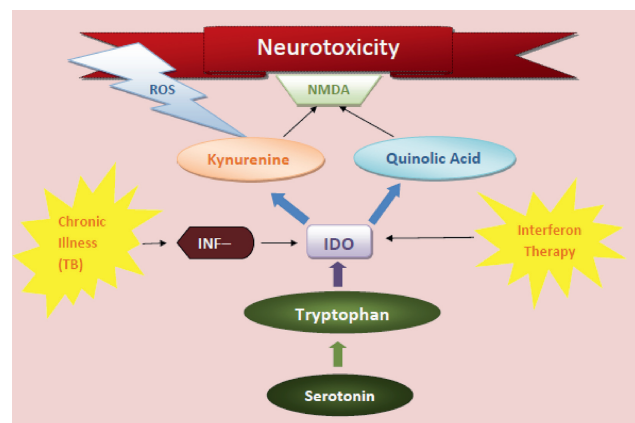 Neurotoxicity
ROS
NMDA
Kynurenine
Quinolic Acid
Chronic
Illness
(TB)
INF–
IDO
Interferon
Therapy
Tryptophan
Serotonin